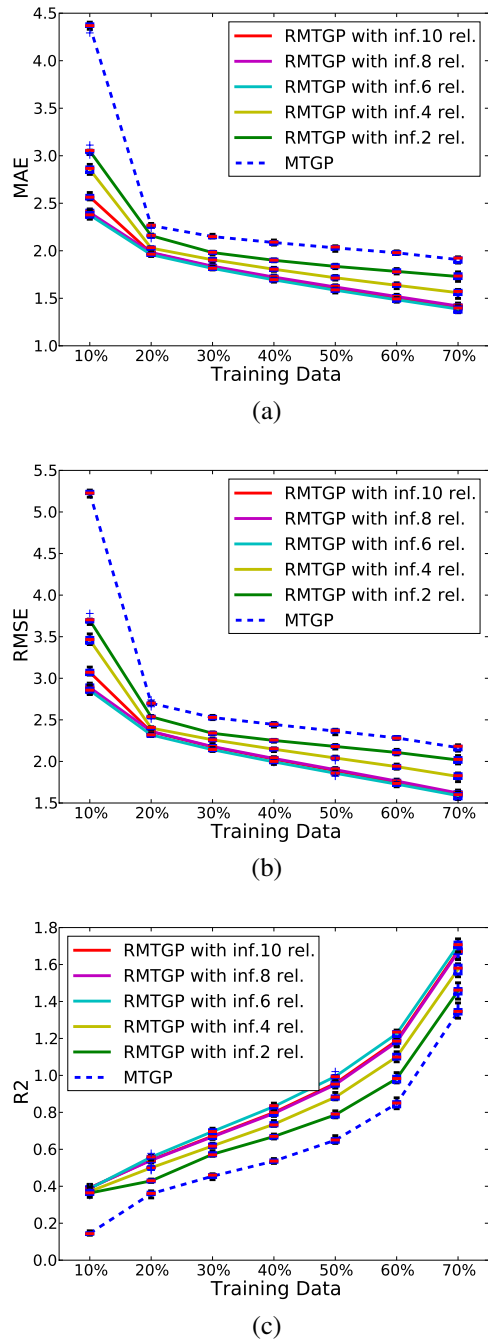 4.5
4.0
3.5
3.0
2.5
2.0
1.5
1.0
MAE
RMTGP with inf.10 rel.
RMTGP with inf.8 rel.
RMTGP with inf.6 rel.
RMTGP with inf.4 rel.
RMTGP with inf.2 rel.
MTGP
10% 20% 30% 40% 50% 60% 70%
Training Data
(a)
5.5
5.0
4.5
4.0
3.5
3.0
2.5
2.0
1.5
RMSE
RMTGP with inf.10 rel.
RMTGP with inf.8 rel.
RMTGP with inf.6 rel.
RMTGP with inf.4 rel.
RMTGP with inf.2 rel.
MTGP
10% 20% 30% 40% 50% 60% 70%
Training Data
(b)
1.8
1.6
1.4
1.2
1.0
0.8
0.6
0.4
0.2
0.0
R2
RMTGP with inf.10 rel.
RMTGP with inf.8 rel.
RMTGP with inf.6 rel.
RMTGP with inf.4 rel.
RMTGP with inf.2 rel.
MTGP
10% 20% 30% 40% 50% 60% 70%
Training Data
(c)